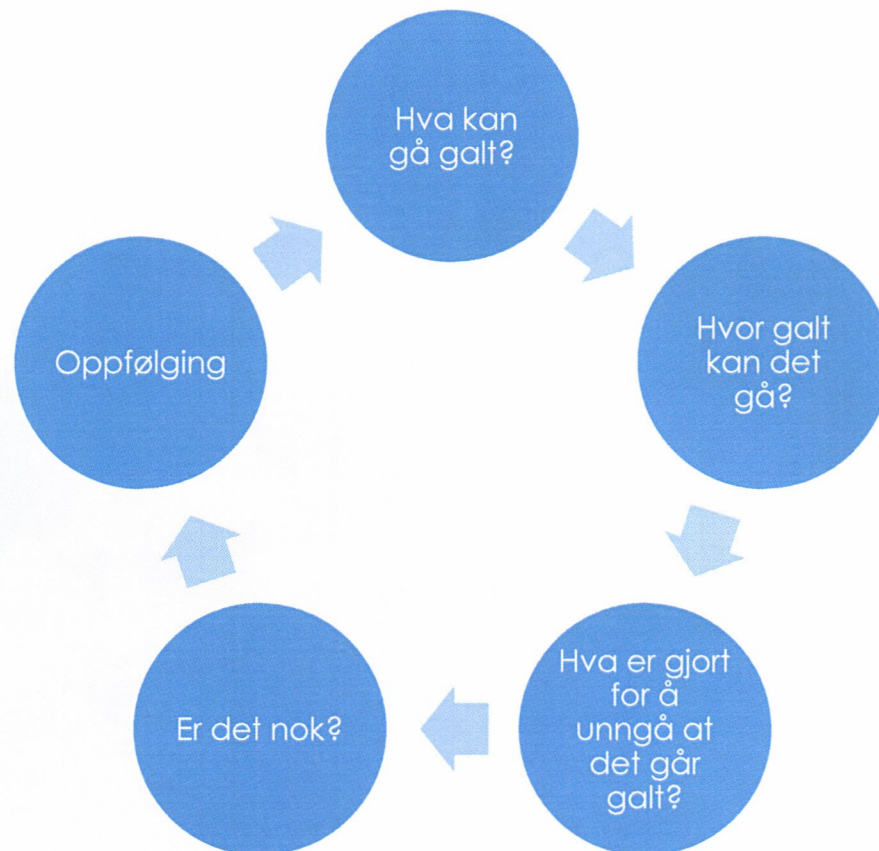 Hva kan
gå galt?
Hvor galt
kan det
gå?
Hva er gjort
for å
unngå at
det går
galt?
Er det nok?
Oppfølging